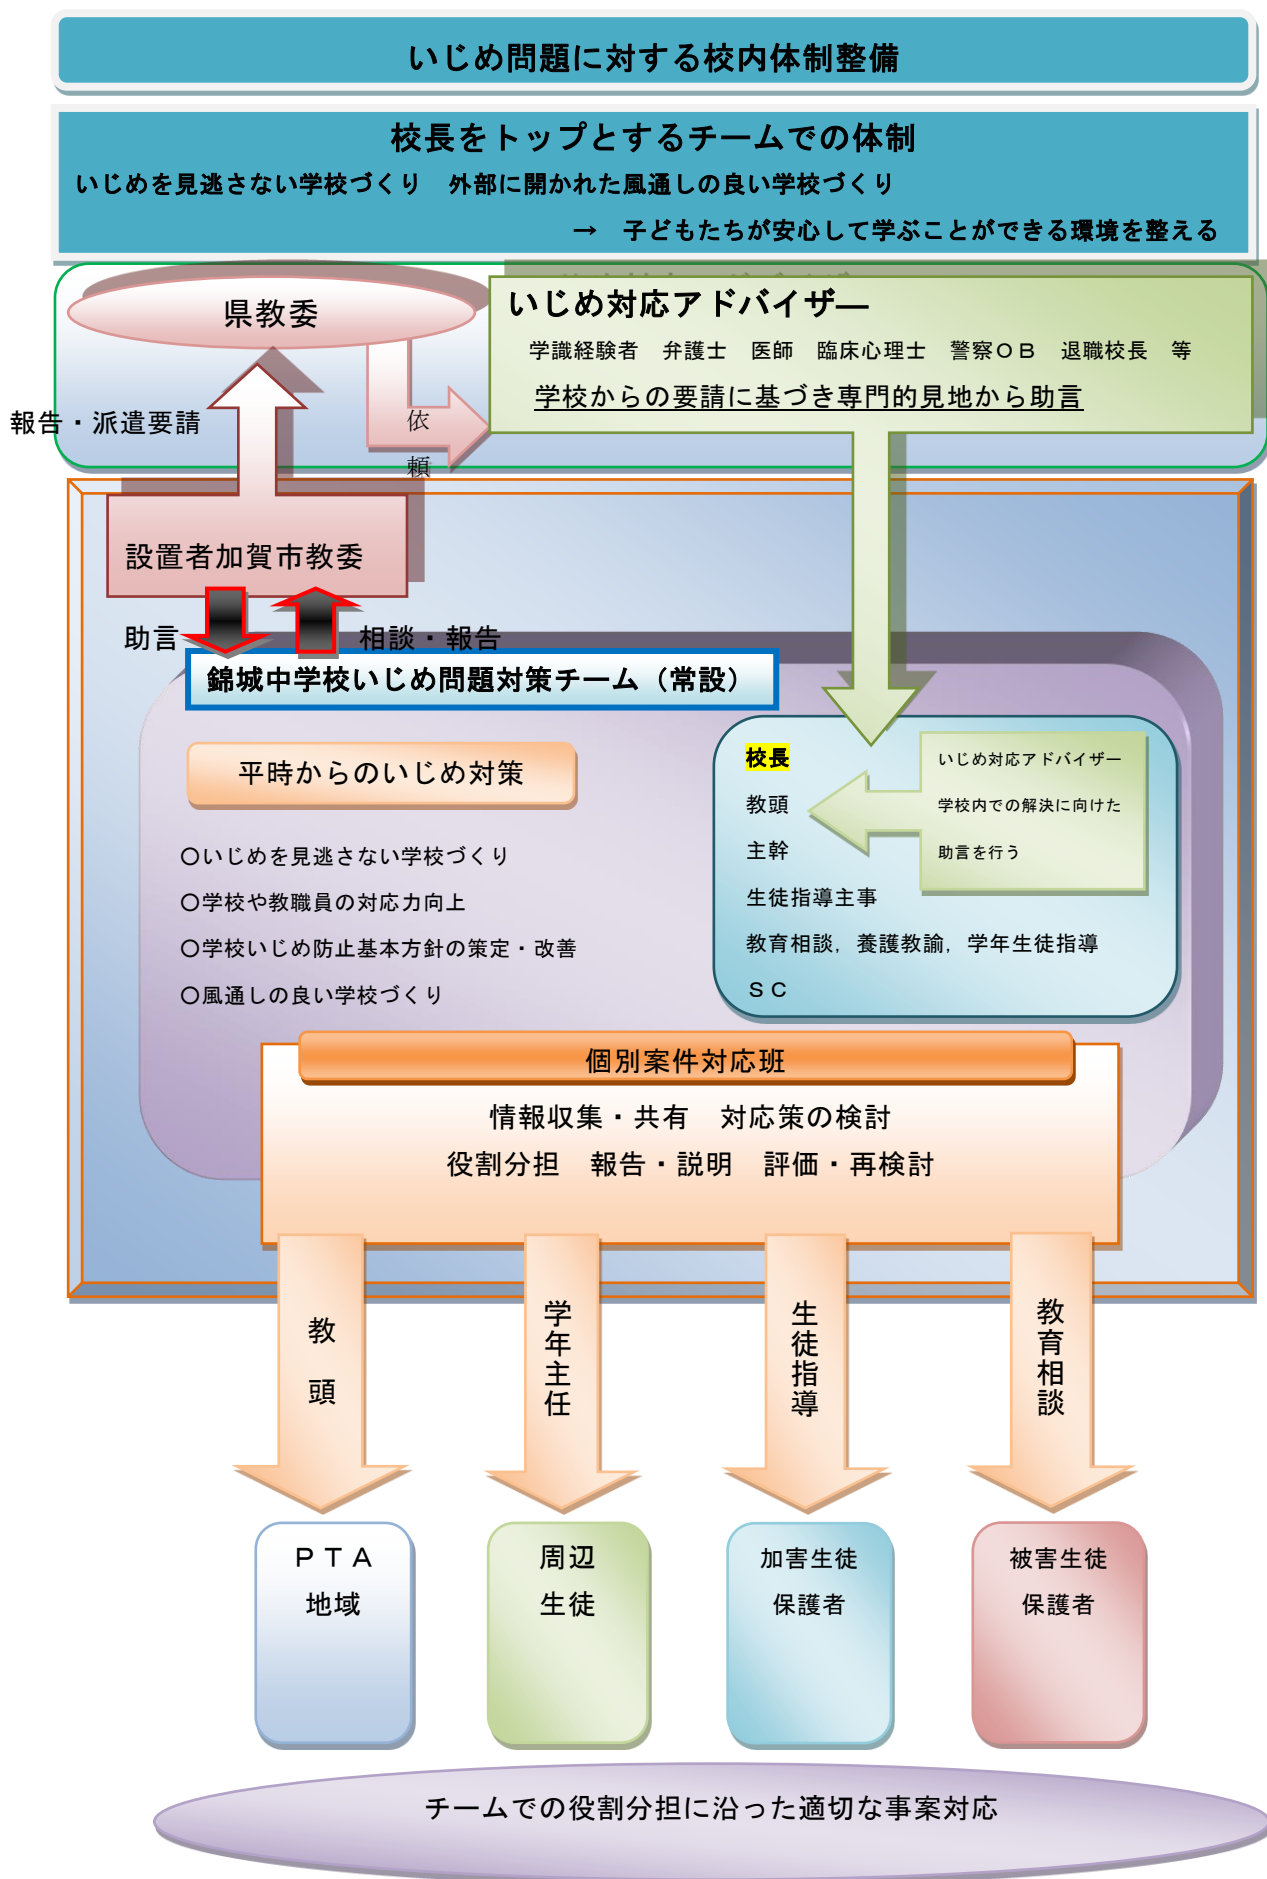 いじめ問題に対する校内体制整備
校長をトップとするチームでの体制
いじめを見逃さない学校づくり　外部に開かれた風通しの良い学校づくり
→　子どもたちが安心して学ぶことができる環境を整える
県教委
いじめ対応アドバイザー
学識経験者　弁護士　医師　臨床心理士　警察ＯＢ　退職校長　等
学校からの要請に基づき専門的見地から助言
報告・派遣要請
依
頼
設置者加賀市教委
助言
相談・報告
錦城中学校いじめ問題対策チーム（常設）
平時からのいじめ対策
〇いじめを見逃さない学校づくり
〇学校や教職員の対応力向上
〇学校いじめ防止基本方針の策定・改善
〇風通しの良い学校づくり
校長
教頭
主幹
生徒指導主事
教育相談，養護教諭，学年生徒指導
ＳＣ
いじめ対応アドバイザー
学校内での解決に向けた
助言を行う
個別案件対応班
情報収集・共有　対応策の検討
役割分担　報告・説明　評価・再検討
教頭
学年主任
生徒指導
教育相談
ＰＴＡ
地域
周辺
生徒
加害生徒
保護者
被害生徒
保護者
チームでの役割分担に沿った適切な事案対応